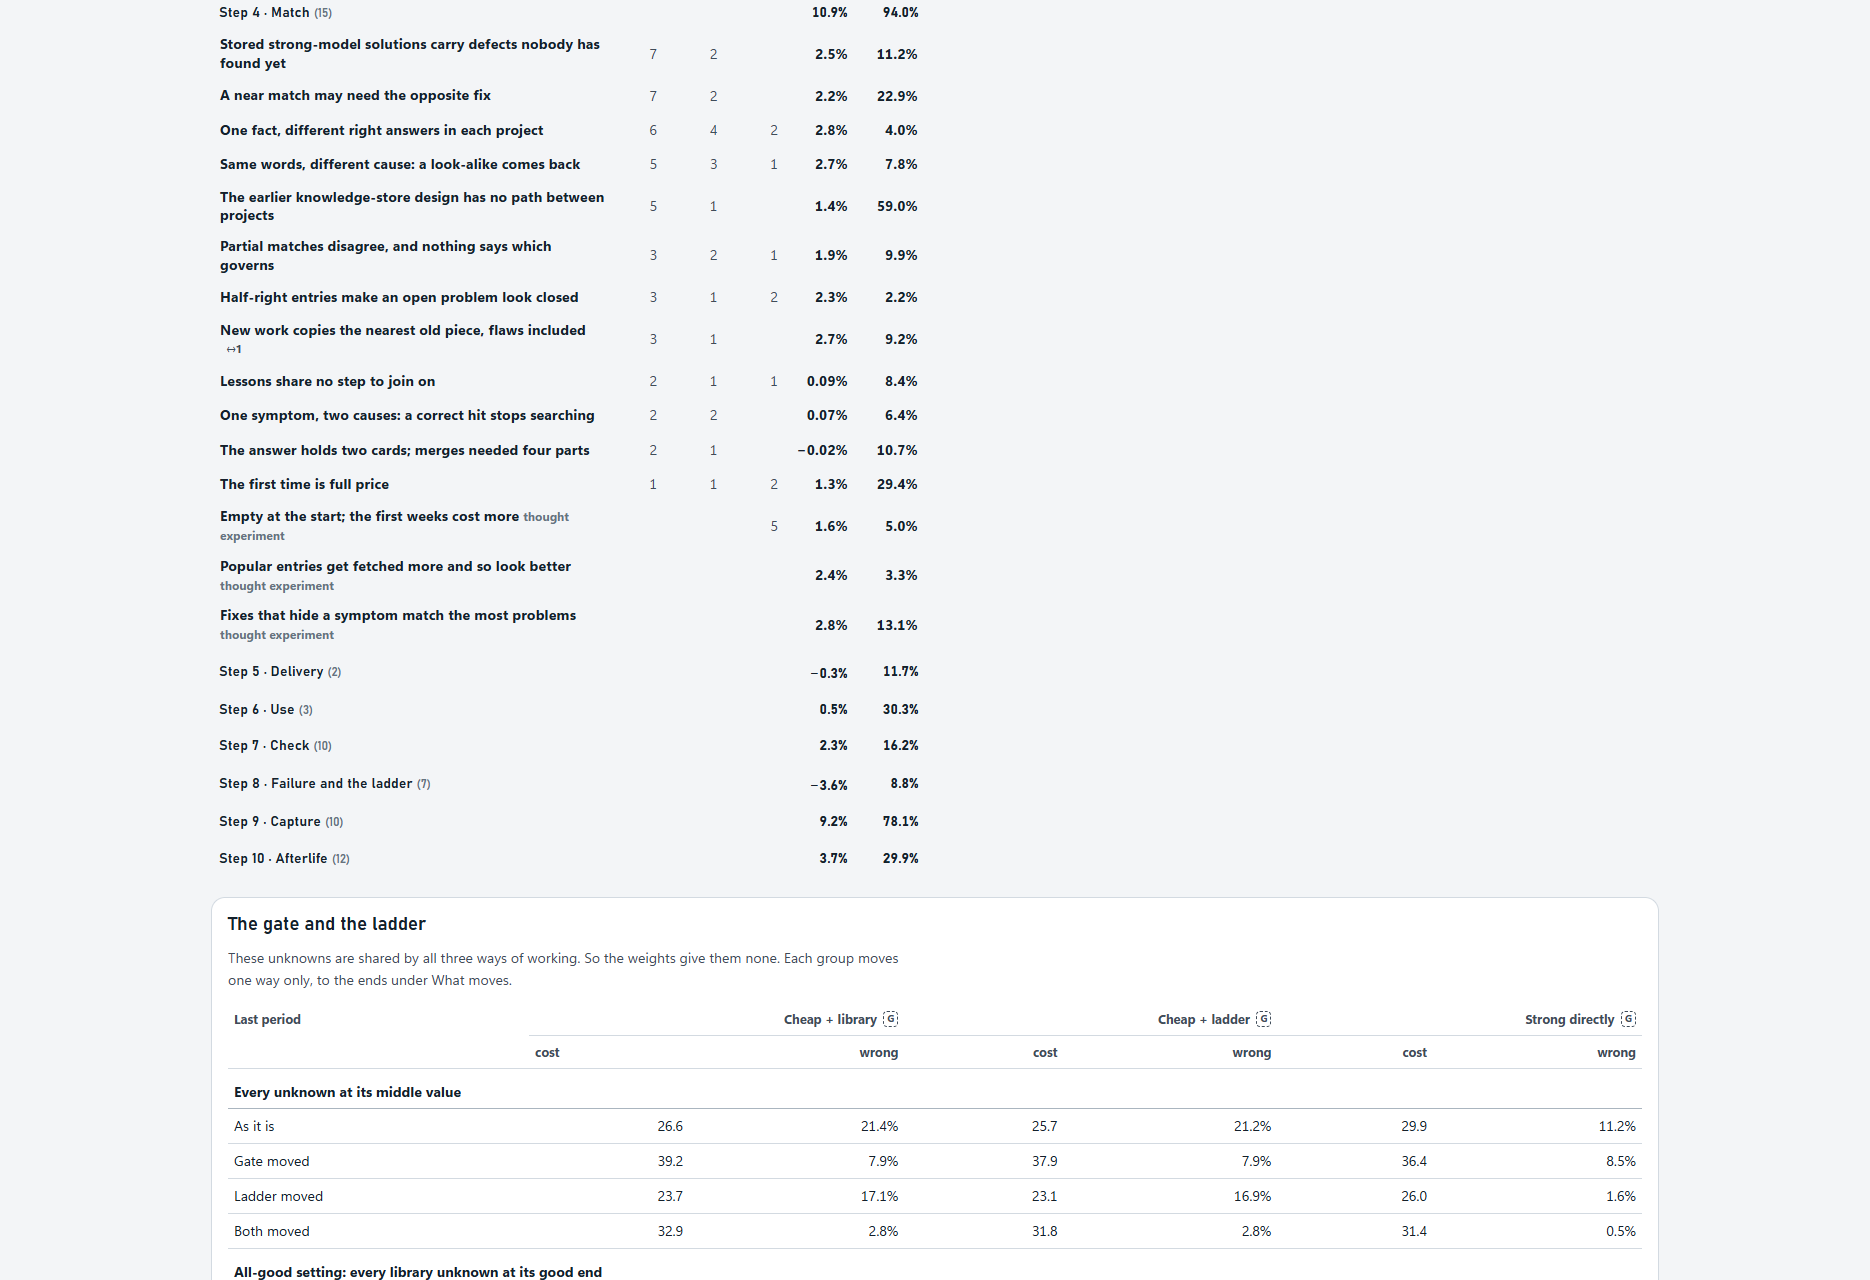 Step 4 · Match (15) 10.9% 94.0%
Stored strong-model solutions carry defects nobody has
found yet 7 2 2.5% 11.2%
A near match may need the opposite fix 7 2 2.2% 22.9%
One fact, different right answers in each project 6 4 2 2.8% 4.0%
Same words, different cause: a look-alike comes back 5 3 1 2.7% 7.8%
The earlier knowledge-store design has no path between
projects 5 1 1.4% 59.0%
Partial matches disagree, and nothing says which
governs 3 2 1 1.9% 9.9%
Half-right entries make an open problem look closed 3 1 2 2.3% 2.2%
New work copies the nearest old piece, flaws included
↔1 3 1 2.7% 9.2%
Lessons share no step to join on 2 1 1 0.09% 8.4%
One symptom, two causes: a correct hit stops searching 2 2 0.07% 6.4%
The answer holds two cards; merges needed four parts 2 1 −0.02% 10.7%
The first time is full price 1 1 2 1.3% 29.4%
Empty at the start; the first weeks cost more thought
experiment 5 1.6% 5.0%
Popular entries get fetched more and so look better
thought experiment 2.4% 3.3%
Fixes that hide a symptom match the most problems
thought experiment 2.8% 13.1%
Step 5 · Delivery (2) −0.3% 11.7%
Step 6 · Use (3) 0.5% 30.3%
Step 7 · Check (10) 2.3% 16.2%
Step 8 · Failure and the ladder (7) −3.6% 8.8%
Step 9 · Capture (10) 9.2% 78.1%
Step 10 · Afterlife (12) 3.7% 29.9%
The gate and the ladder
These unknowns are shared by all three ways of working. So the weights give them none. Each group moves
one way only, to the ends under What moves.
Last period Cheap + library G Cheap + ladder G Strong directly G
cost wrong cost wrong cost wrong
Every unknown at its middle value
As it is 26.6 21.4% 25.7 21.2% 29.9 11.2%
Gate moved 39.2 7.9% 37.9 7.9% 36.4 8.5%
Ladder moved 23.7 17.1% 23.1 16.9% 26.0 1.6%
Both moved 32.9 2.8% 31.8 2.8% 31.4 0.5%
All-good setting: every library unknown at its good end